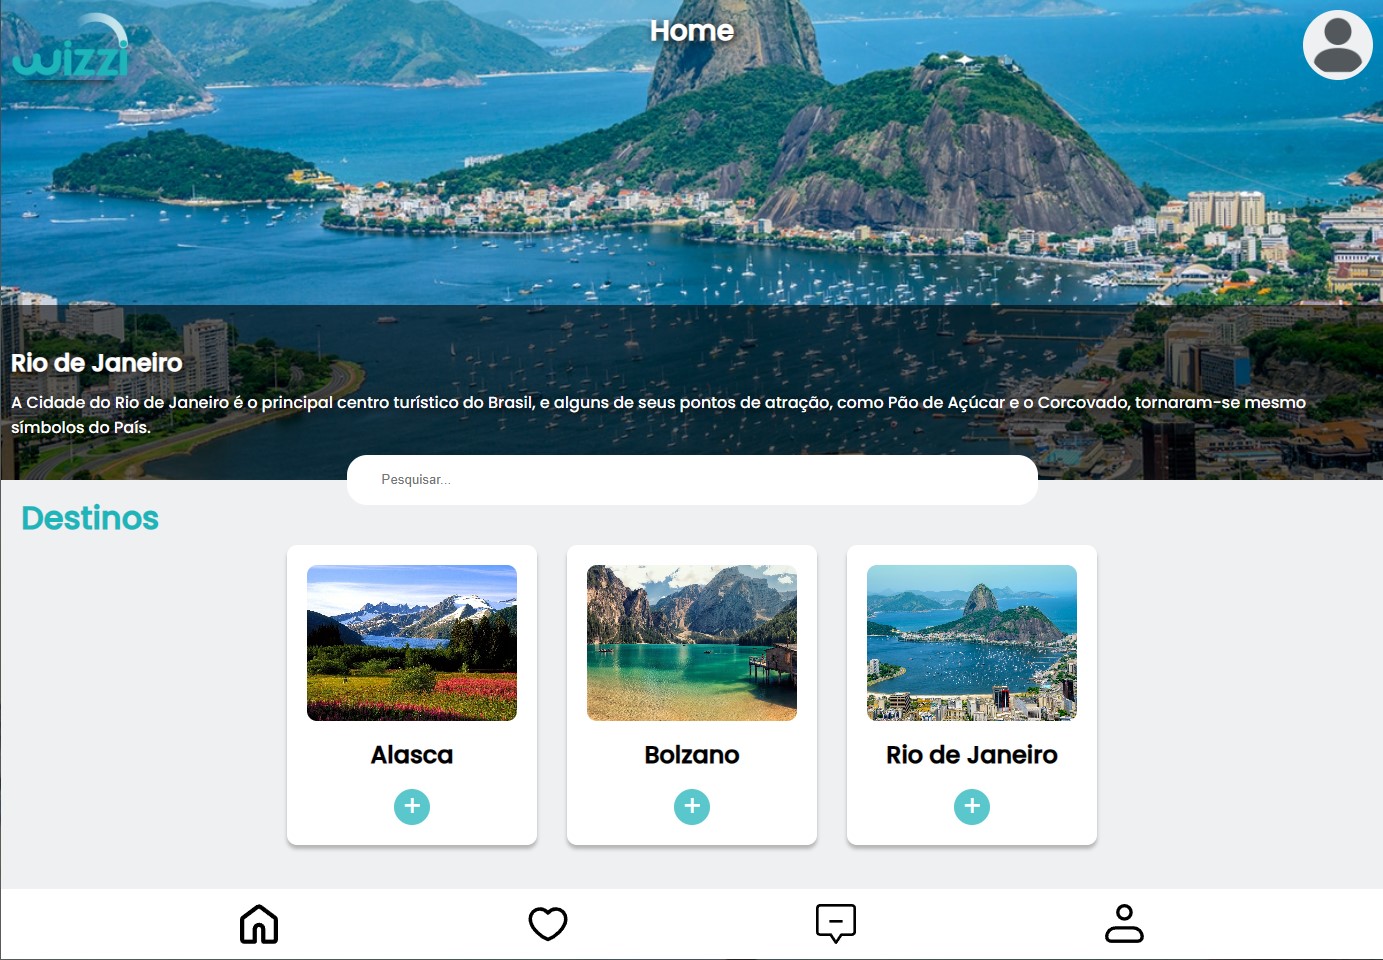 wizzi
Home
Rio de Janeiro
A Cidade do Rio de Janeiro é o principal centro turístico do Brasil, e alguns de seus pontos de atração, como Pão de Açúcar e o Corcovado, tornaram-se mesmo
símbolos do País.
Pesquisar...
Destinos
Alasca
Bolzano
Rio de Janeiro
+
+
+